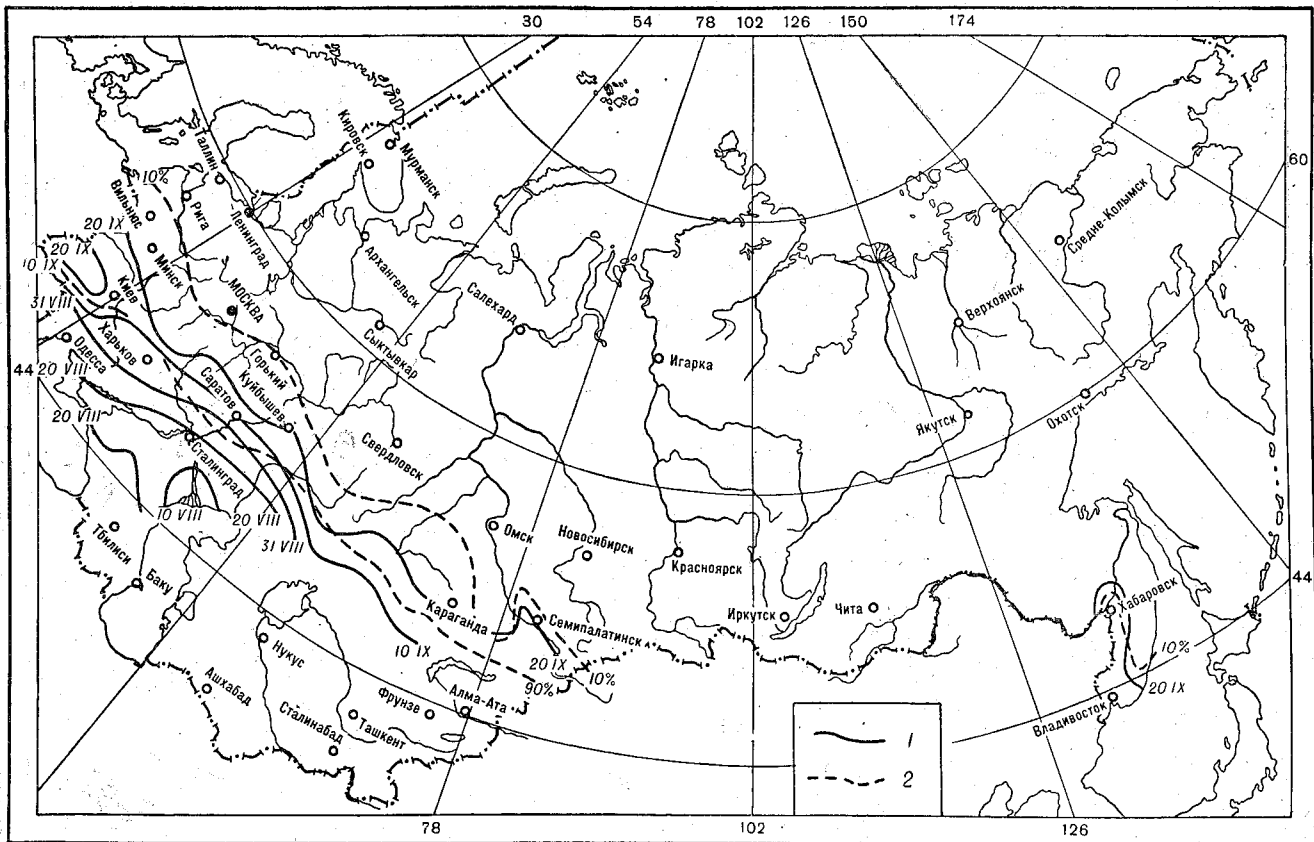 30 54 78 102 126 150 174
60
44
44
78 102 126
Таллин
Рига
Вильнюс
Минск
Ленинград
Кировск
Мурманск
Архангельск
Салехард
Сыктывкар
МОСКВА
Горький
Киев
Харьков
Одесса
Саратов
Куйбышев
Сталинград
Свердловск
Тбилиси
Баку
Омск
Новосибирск
Красноярск
Игарка
Иркутск
Чита
Якутск
Верхоянск
Средне-Колымск
Охотск
Хабаровск
Владивосток
Караганда
Семипалатинск
Нукус
Ашхабад
Сталинабад
Ташкент
Фрунзе
Алма-Ата
10%
20 IX
20 IX
10 IX
31 VIII
20 VIII
20 VIII
10 VIII
20 VIII
31 VIII
10 IX
90%
20 IX
10%
10%
20 IX
1
2